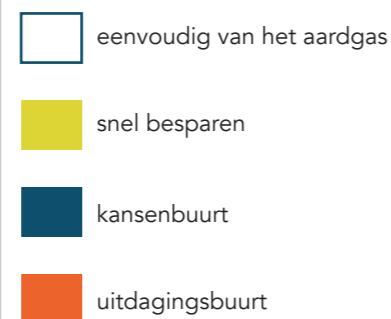 eenvoudig van het aardgas
snel besparen
kansenbuurt
uitdagingsbuurt